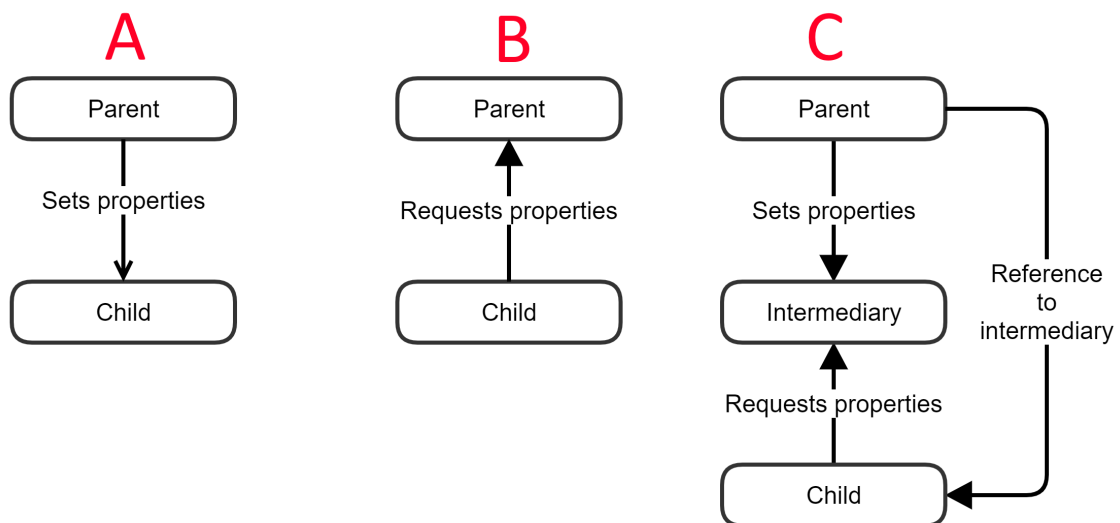 A
Parent
Sets properties
Child
B
Parent
Requests properties
Child
C
Parent
Sets properties
Intermediary
Requests properties
Child
Reference
to
intermediary